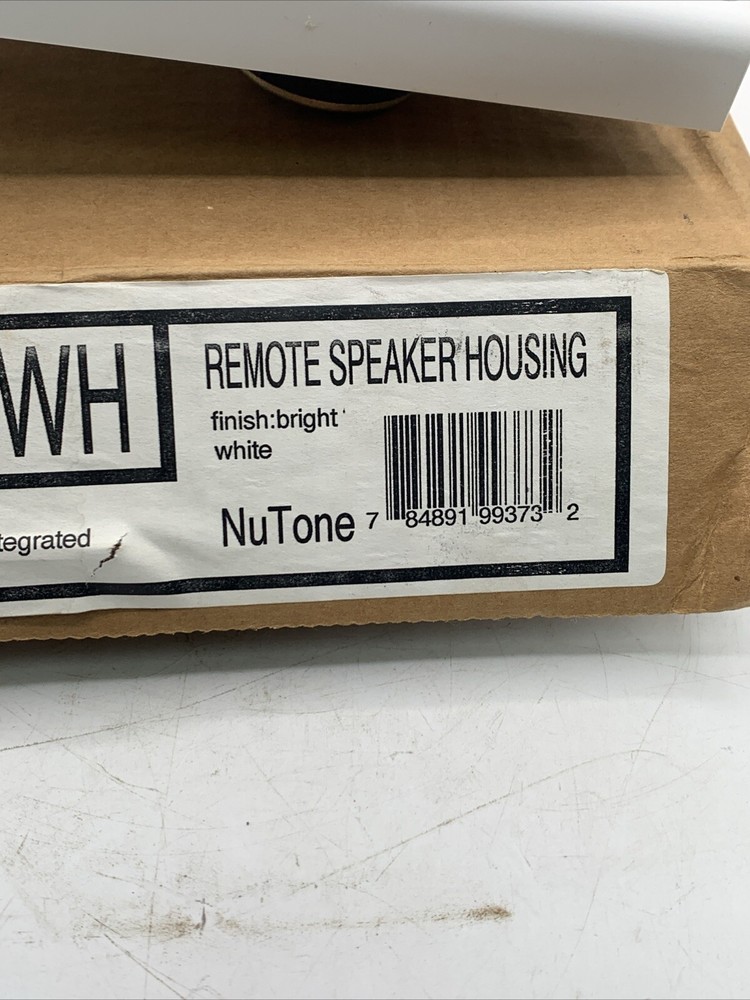 WH
REMOTE SPEAKER HOUSING
finish:bright
white
NuTone
7 84891 99373 2
tegrated